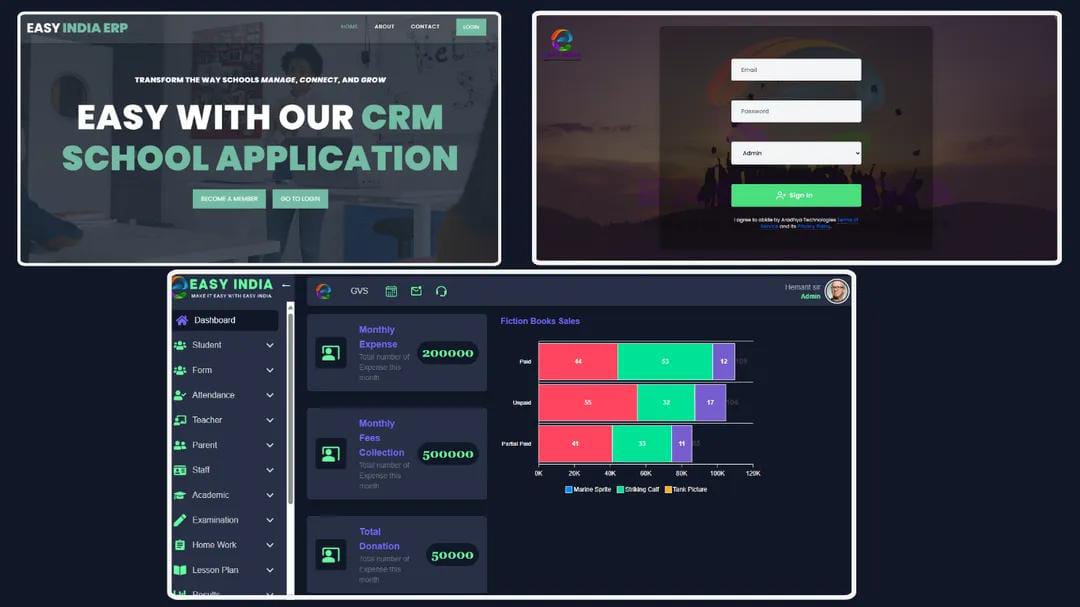 EASY INDIA ERP
HOME ABOUT CONTACT LOGIN
TRANSFORM THE WAY SCHOOLS MANAGE, CONNECT, AND GROW
EASY WITH OUR CRM
SCHOOL APPLICATION
BECOME A MEMBER GO TO LOGIN
Email
Password
Admin
Sign In
I agree to abide by Aradhya Technologies Terms of
Service and its Privacy Policy.
EASY INDIA
MAKE IT EASY WITH EASY INDIA
Dashboard
Student
Form
Attendance
Teacher
Parent
Staff
Academic
Examination
Home Work
Lesson Plan
Results
GVS
Hemant sir
Admin
Monthly
Expense
Total number of
Expense this
month
200000
Monthly
Fees
Collection
Total number of
Expense this
month
500000
Total
Donation
Total number of
Expense this
month
50000
Fiction Books Sales
Paid 44 53 12 109
Unpaid 55 32 17 104
Partial Paid 41 33 11 85
0K 20K 40K 60K 80K 100K 120K
Marine Sprite Striking Calf Tank Picture